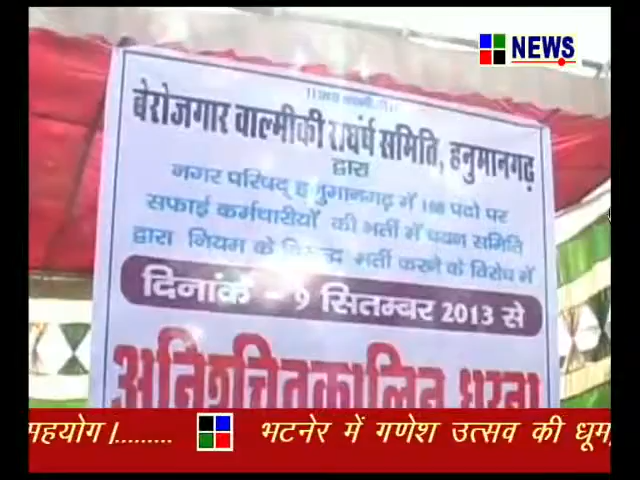 NEWS
बेरोजगार वाल्मीकी संघर्ष समिति, हनुमानगढ़
द्वारा
नगर परिषद् हनुमानगढ़ में 188 पदो पर
सफाई कर्मचारीयों की भर्ती में चयन समिति
द्वारा नियम के विरूद्ध भर्ती करने के विरोध में
दिनांक - 9 सितम्बर 2013 से
अनिश्चितकालिन धरना
सहयोग।......... भटनेर में गणेश उत्सव की धूम,